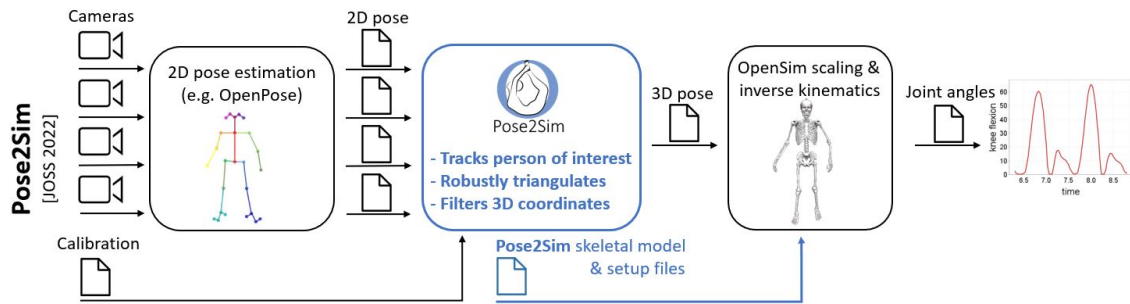 Pose2Sim
[JOSS 2022]
Cameras
2D pose estimation
(e.g. OpenPose)
2D pose
Pose2Sim
- Tracks person of interest
- Robustly triangulates
- Filters 3D coordinates
3D pose
OpenSim scaling &
inverse kinematics
Joint angles
knee flexion
60
50
40
30
20
10
0
6.5 7.0 7.5 8.0 8.5
time
Calibration
Pose2Sim skeletal model
& setup files